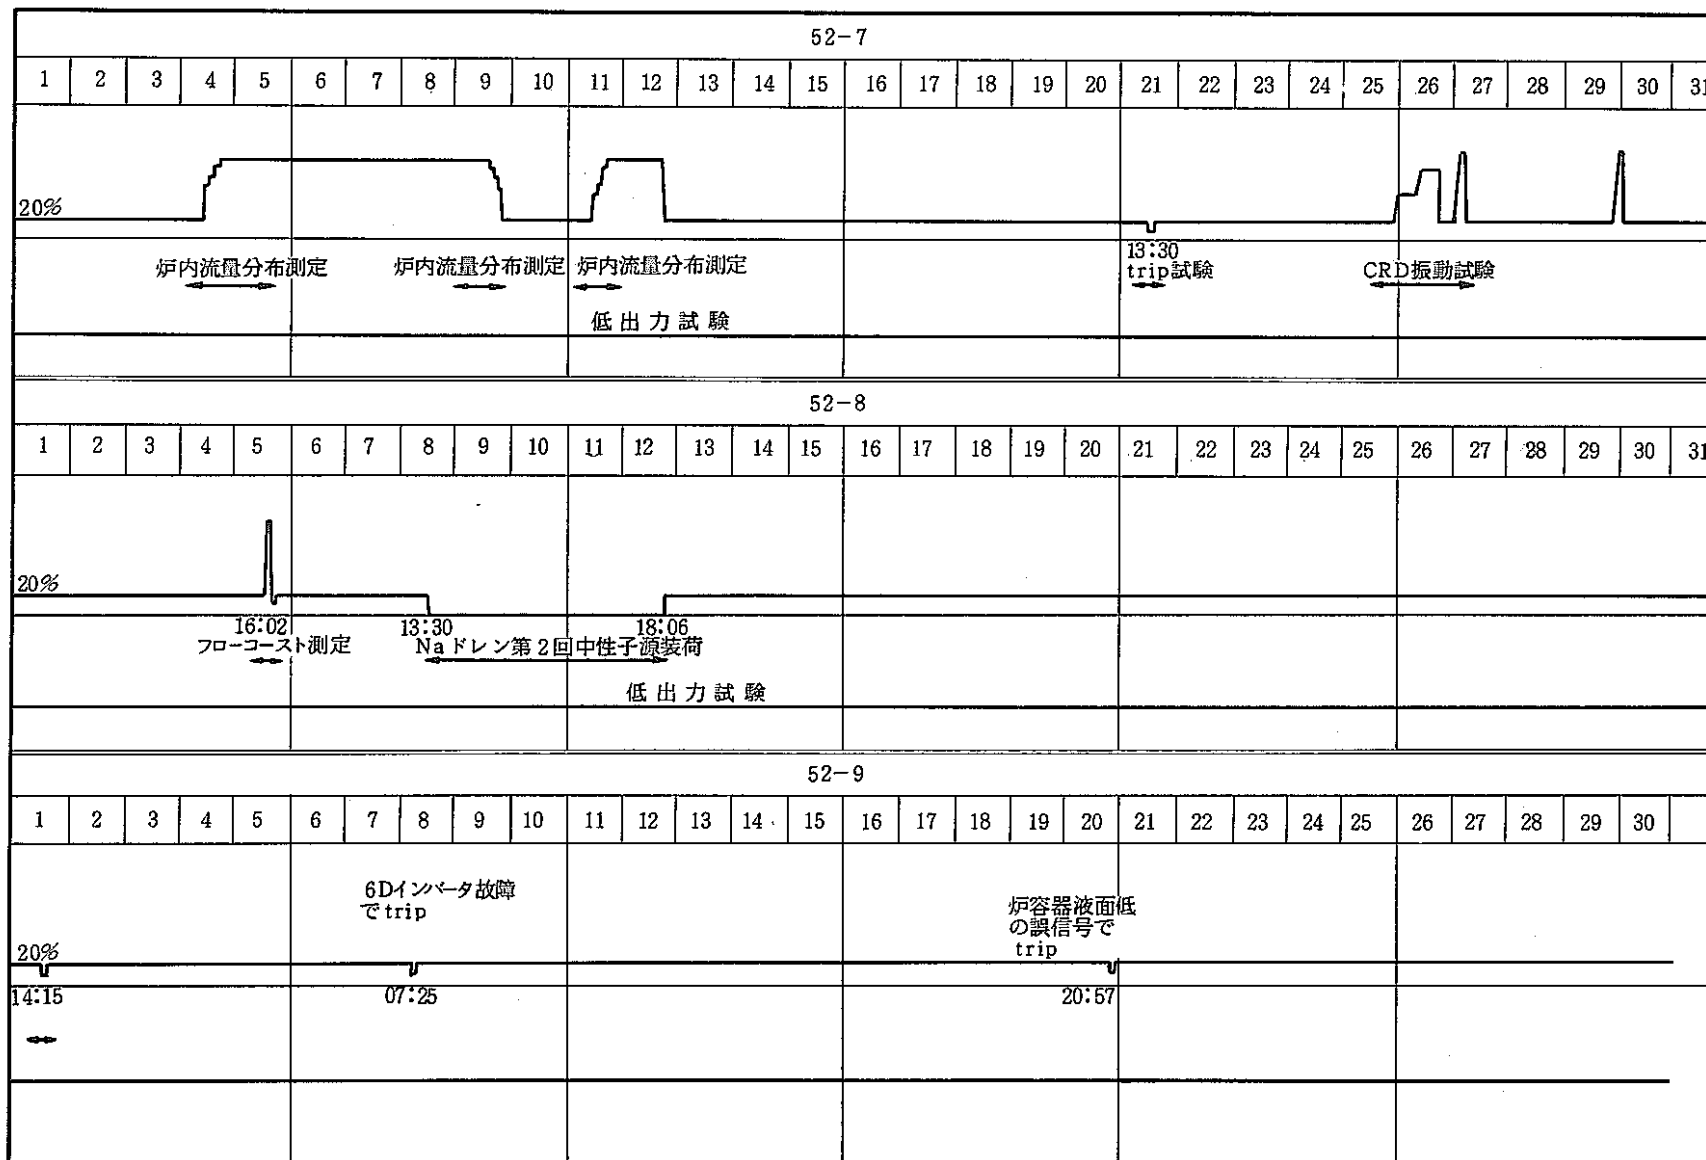 52-7
1 2 3 4 5 6 7 8 9 10 11 12 13 14 15 16 17 18 19 20 21 22 23 24 25 26 27 28 29 30 31
20%
13:30
炉内流量分布測定 炉内流量分布測定 炉内流量分布測定 trip試験 CRD振動試験
低出力試験
52-8
1 2 3 4 5 6 7 8 9 10 11 12 13 14 15 16 17 18 19 20 21 22 23 24 25 26 27 28 29 30 31
20%
16:02 13:30 18:06
フローコースト測定 Naドレン第2回中性子源装荷
低出力試験
52-9
1 2 3 4 5 6 7 8 9 10 11 12 13 14 15 16 17 18 19 20 21 22 23 24 25 26 27 28 29 30
6Dインバータ故障
でtrip
炉容器液面低
の誤信号で
trip
20%
14:15 07:25 20:57